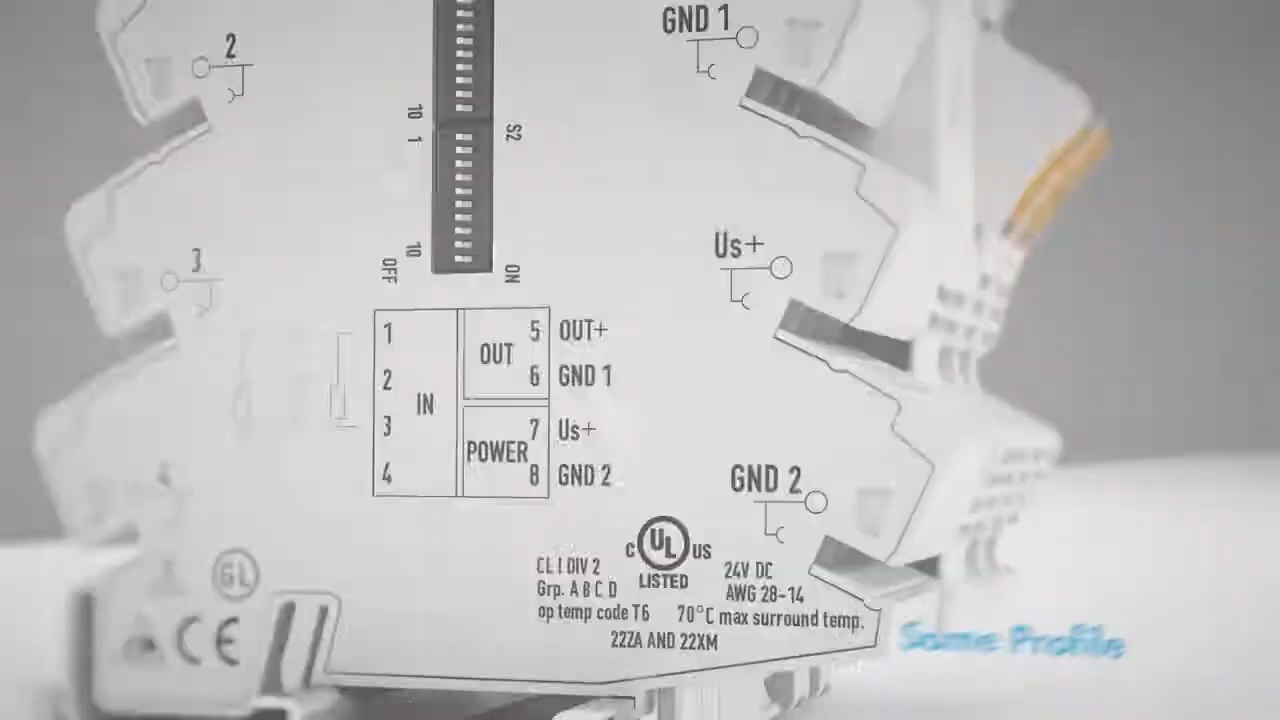 GND 1
2
10
1
S2
Us+
3
10
OFF
ON
1
5
OUT+
OUT
2
6
GND 1
IN
3
7
Us+
POWER
4
8
GND 2
GND 2
C UL US
LISTED
CL I DIV 2
24V DC
Grp. A B C D
AWG 28-14
op temp code T6
70°C max surround temp.
22ZA AND 22XM
GL
CE
Same Profile